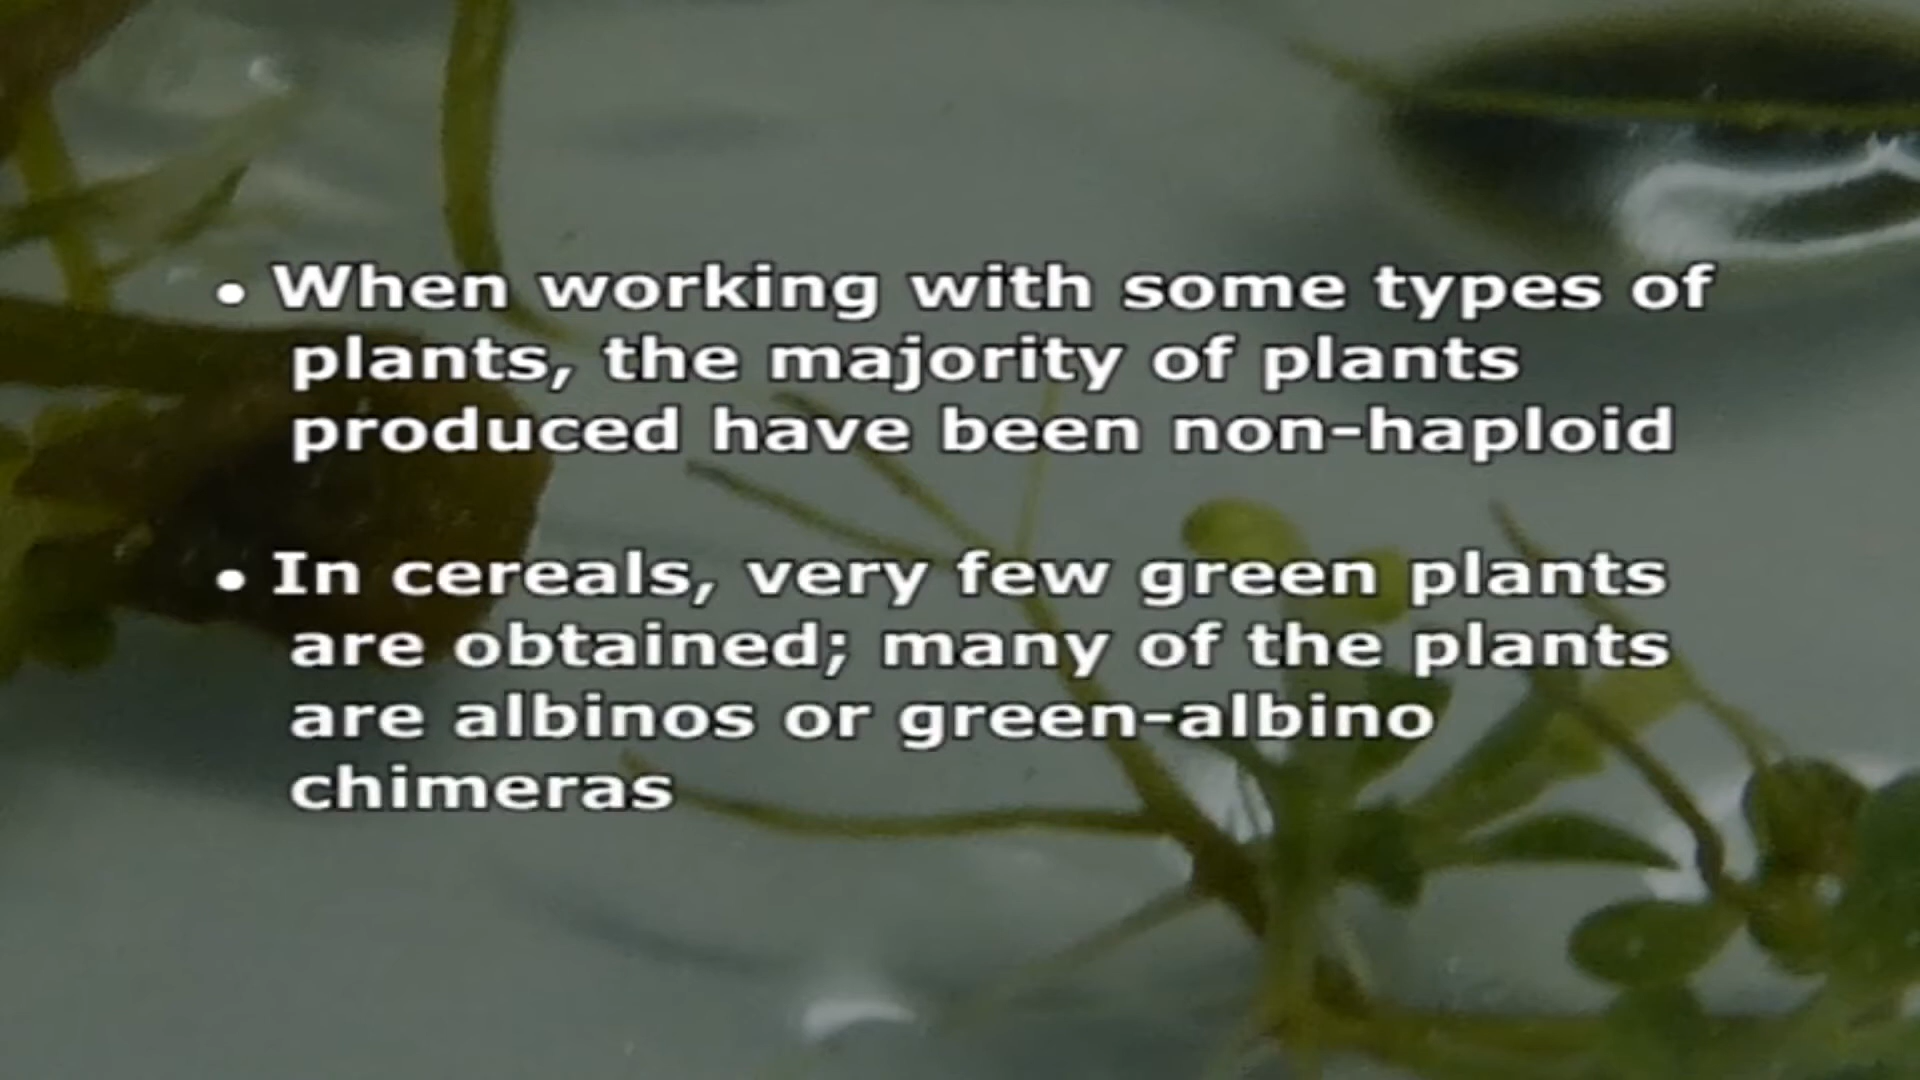 • When working with some types of
plants, the majority of plants
produced have been non-haploid
• In cereals, very few green plants
are obtained; many of the plants
are albinos or green-albino
chimeras